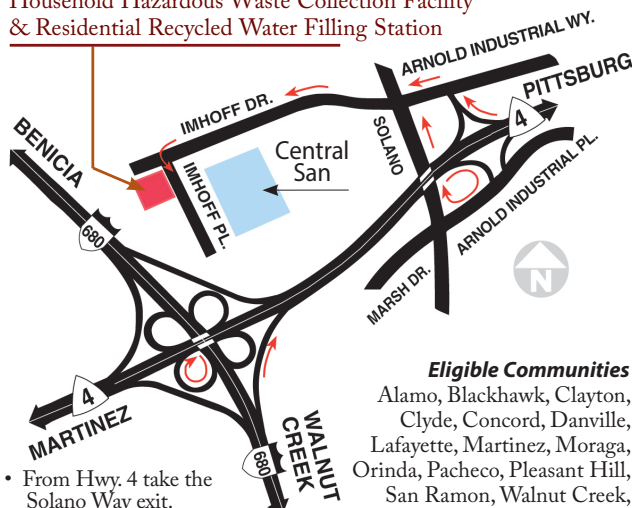 Household Hazardous Waste Collection Facility
& Residential Recycled Water Filling Station
ARNOLD INDUSTRIAL WY.
PITTSBURG
4
IMHOFF DR.
SOLANO
BENICIA
Central
San
IMHOFF PL.
ARNOLD INDUSTRIAL PL.
680
MARSH DR.
N
4
MARTINEZ
WALNUT
CREEK
680
Eligible Communities
Alamo, Blackhawk, Clayton,
Clyde, Concord, Danville,
Lafayette, Martinez, Moraga,
Orinda, Pacheco, Pleasant Hill,
San Ramon, Walnut Creek,
• From Hwy. 4 take the
Solano Way exit.